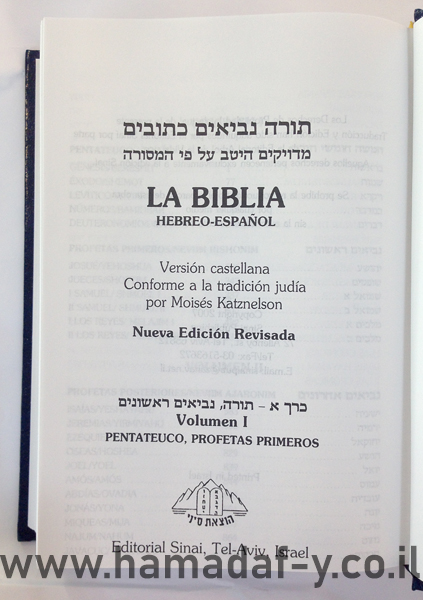 תורה נביאים כתובים
מדויקים היטב על פי המסורה
LA BIBLIA
HEBREO-ESPAÑOL
Versión castellana
Conforme a la tradición judía
por Moisés Katznelson
Nueva Edición Revisada
כרך א - תורה, נביאים ראשונים
Volumen I
PENTATEUCO, PROFETAS PRIMEROS
הוצאת סיני
Editorial Sinai, Tel-Aviv, Israel
www.hamadaf-y.co.il